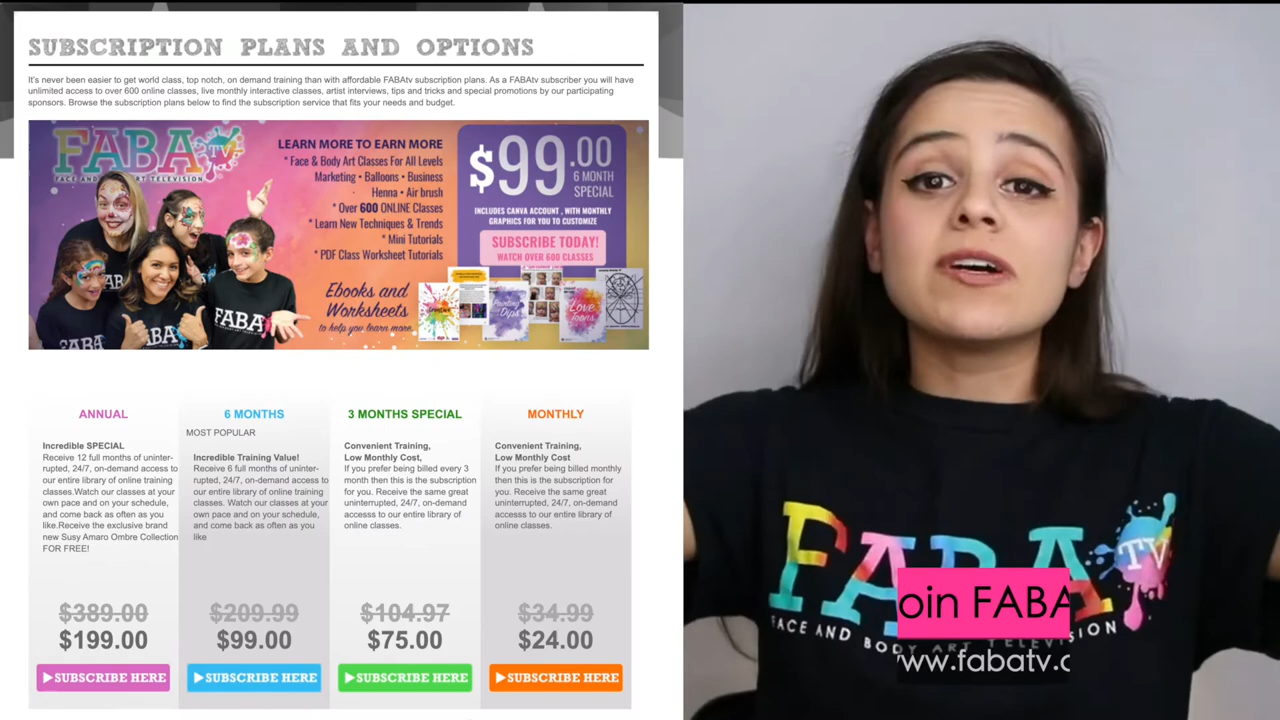 SUBSCRIPTION PLANS AND OPTIONS
It's never been easier to get world class, top notch, on demand training than with affordable FABAtv subscription plans. As a FABAtv subscriber you will have
unlimited access to over 600 online classes, live monthly interactive classes, artist interviews, tips and tricks and special promotions by our participating
sponsors. Browse the subscription plans below to find the subscription service that fits your needs and budget.
FABA TV
FACE AND BODY ART TELEVISION
LEARN MORE TO EARN MORE
* Face & Body Art Classes For All Levels
Marketing • Balloons • Business
Henna • Air brush
* Over 600 ONLINE Classes
* Learn New Techniques & Trends
* Mini Tutorials
* PDF Class Worksheet Tutorials
Ebooks and
Worksheets
to help you learn more.
$99.00
6 MONTH
SPECIAL
INCLUDES CANVA ACCOUNT , WITH MONTHLY
GRAPHICS FOR YOU TO CUSTOMIZE
SUBSCRIBE TODAY!
WATCH OVER 600 CLASSES
Love
FABA
ANNUAL
Incredible SPECIAL
Receive 12 full months of uninter-
rupted, 24/7, on-demand access to
our entire library of online training
classes.Watch our classes at your
own pace and on your schedule,
and come back as often as you
like.Receive the exclusive brand
new Susy Amaro Ombre Collection
FOR FREE!
$389.00
$199.00
SUBSCRIBE HERE
6 MONTHS
MOST POPULAR
Incredible Training Value!
Receive 6 full months of uninter-
rupted, 24/7, on-demand access to
our entire library of online training
classes. Watch our classes at your
own pace and on your schedule,
and come back as often as you
like
$209.99
$99.00
SUBSCRIBE HERE
3 MONTHS SPECIAL
Convenient Training,
Low Monthly Cost,
If you prefer being billed every 3
month then this is the subscription
for you. Receive the same great
uninterrupted, 24/7, on-demand
accesss to our entire library of
online classes.
$104.97
$75.00
SUBSCRIBE HERE
MONTHLY
Convenient Training,
Low Monthly Cost
If you prefer being billed monthly
then this is the subscription for
you. Receive the same great
uninterrupted, 24/7, on-demand
accesss to our entire library of
online classes.
$34.99
$24.00
SUBSCRIBE HERE
FABA TV
FACE AND BODY ART TELEVISION
oin FABA
www.fabatv.c